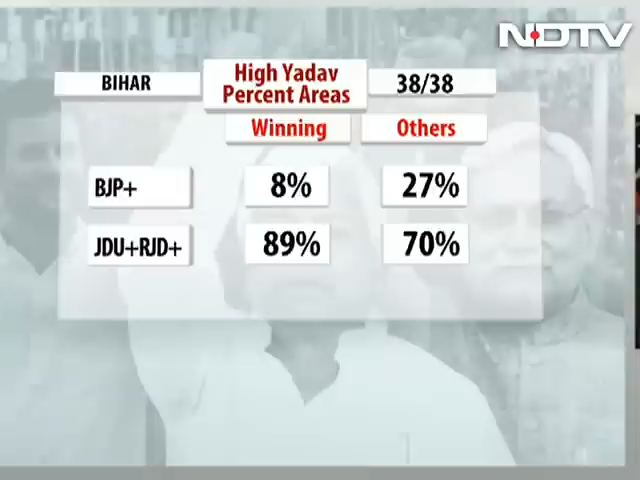 NDTV
BIHAR
High Yadav
Percent Areas
38/38
Winning
Others
BJP+
8%
27%
JDU+RJD+
89%
70%